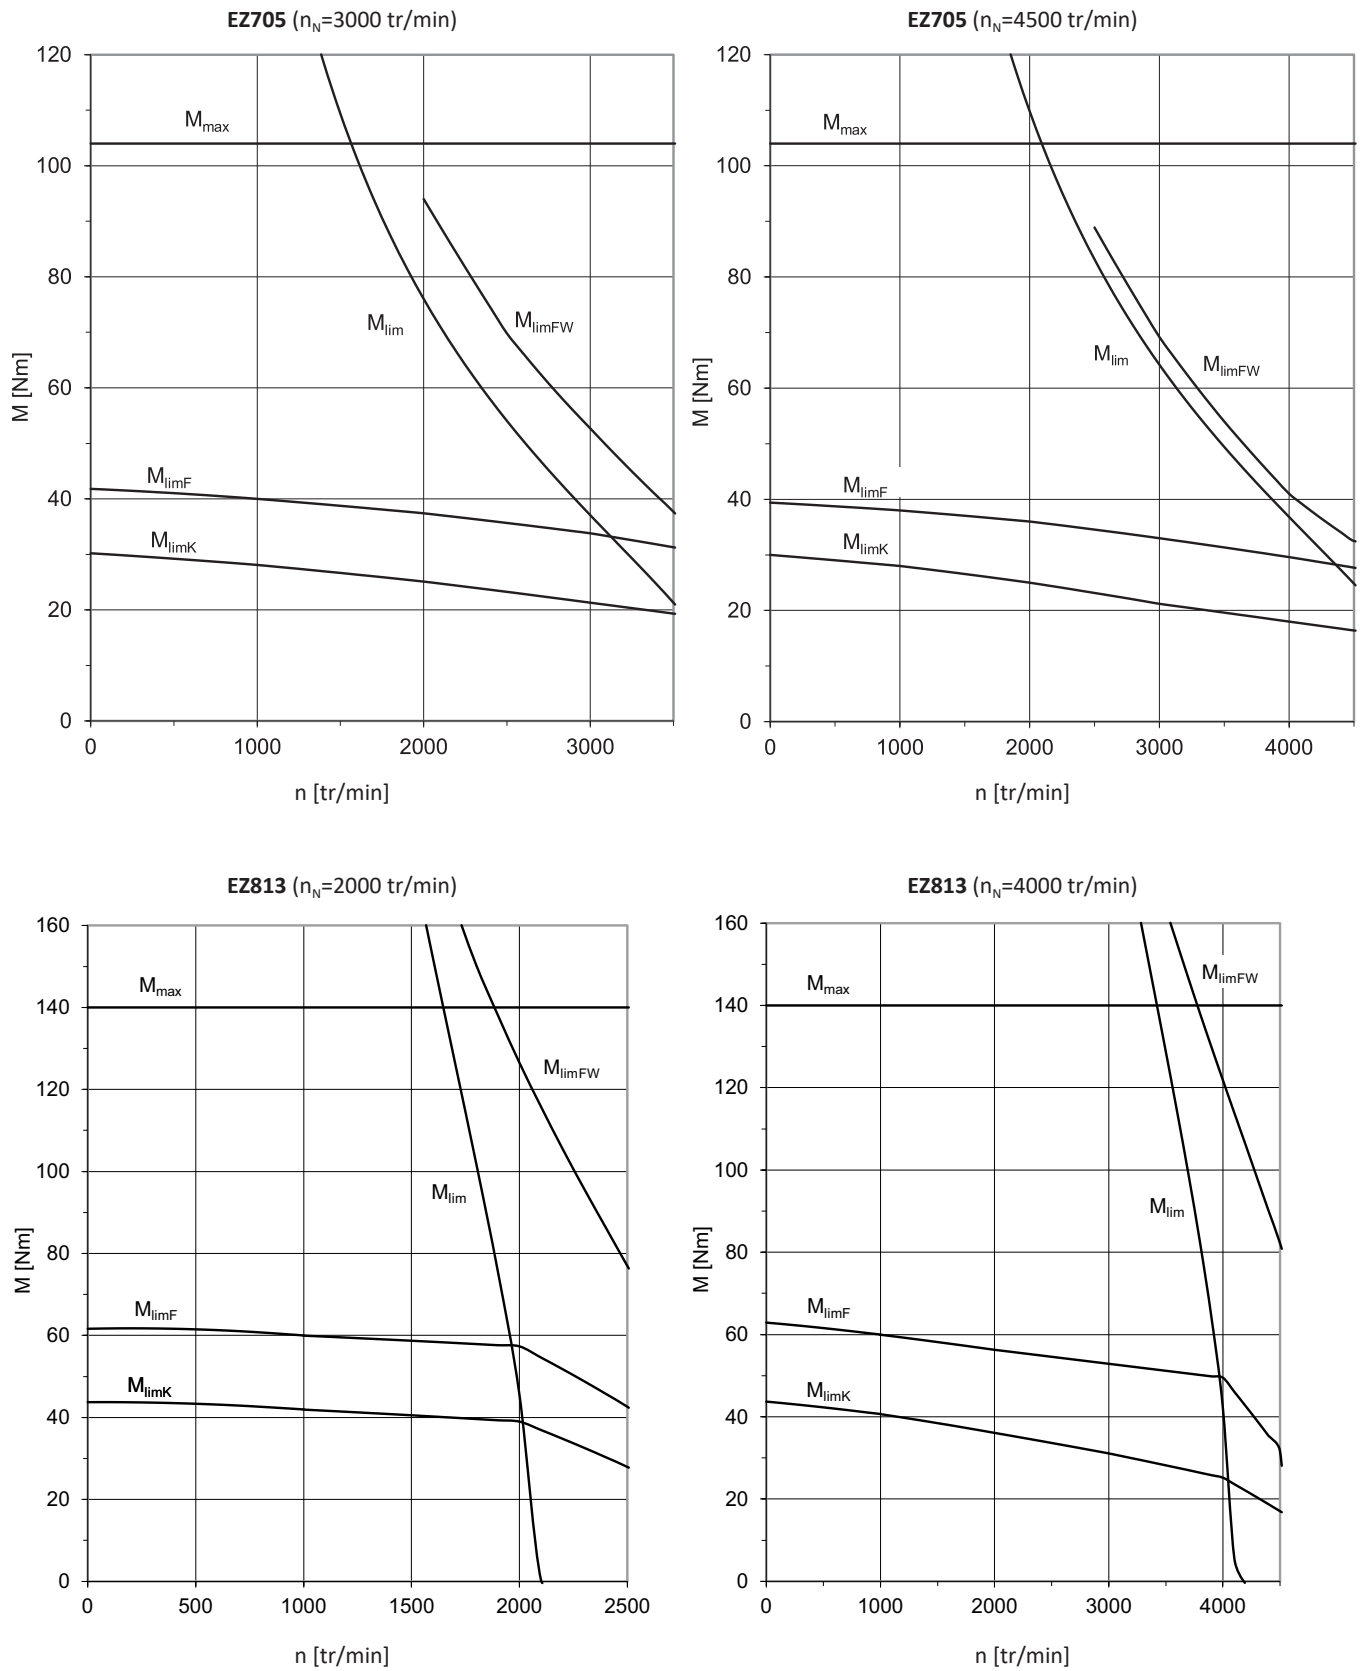 EZ705 (nN=3000 tr/min)
120
100
80
60
40
20
0
M [Nm]
Mmax
Mlim
MlimFW
MlimF
MlimK
0 1000 2000 3000
n [tr/min]
EZ705 (nN=4500 tr/min)
120
100
80
60
40
20
0
M [Nm]
Mmax
Mlim
MlimFW
MlimF
MlimK
0 1000 2000 3000 4000
n [tr/min]
EZ813 (nN=2000 tr/min)
160
140
120
100
80
60
40
20
0
M [Nm]
Mmax
MlimFW
Mlim
MlimF
MlimK
0 500 1000 1500 2000 2500
n [tr/min]
EZ813 (nN=4000 tr/min)
160
140
120
100
80
60
40
20
0
M [Nm]
MlimFW
Mmax
Mlim
MlimF
MlimK
0 1000 2000 3000 4000
n [tr/min]